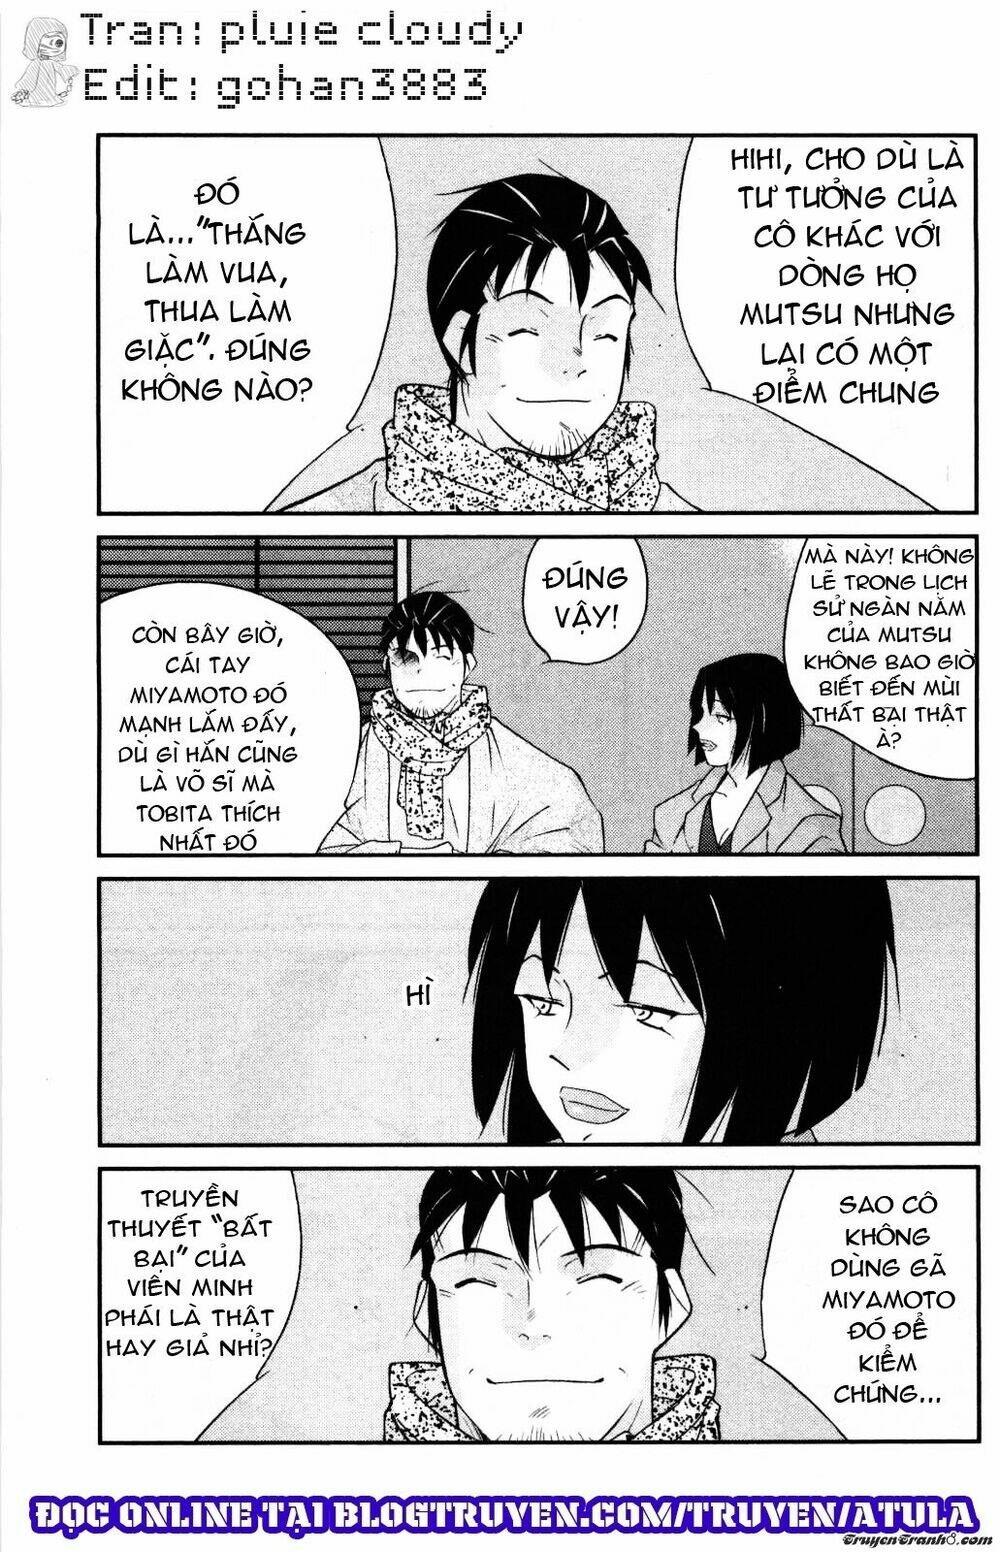 Tran: pluie cloudy
Edit: gohan3883
HIHI, CHO DÙ LÀ
TƯ TƯỞNG CỦA
CÔ KHÁC VỚI
DÒNG HỌ
MUTSU NHƯNG
LẠI CÓ MỘT
ĐIỂM CHUNG
ĐÓ
LÀ..."THẮNG
LÀM VUA,
THUA LÀM
GIẶC". ĐÚNG
KHÔNG NÀO?
MÀ NÀY! KHÔNG
LẼ TRONG LỊCH
SỬ NGÀN NĂM
CỦA MUTSU
KHÔNG BAO GIỜ
BIẾT ĐẾN MÙI
THẤT BẠI THẬT
À?
ĐÚNG
VẬY!
CÒN BÂY GIỜ,
CÁI TAY
MIYAMOTO ĐÓ
MẠNH LẮM ĐẤY,
DÙ GÌ HẮN CŨNG
LÀ VÕ SĨ MÀ
TOBITA THÍCH
NHẤT ĐÓ
HÌ
SAO CÔ
KHÔNG
DÙNG GÃ
MIYAMOTO
ĐÓ ĐỂ
KIỂM
CHỨNG...
TRUYỀN
THUYẾT "BẤT
BẠI" CỦA
VIÊN MINH
PHÁI LÀ THẬT
HAY GIẢ NHỈ?
ĐỌC ONLINE TẠI BLOGTRUYEN.COM/TRUYEN/ATULA
TruyenTranh8.com